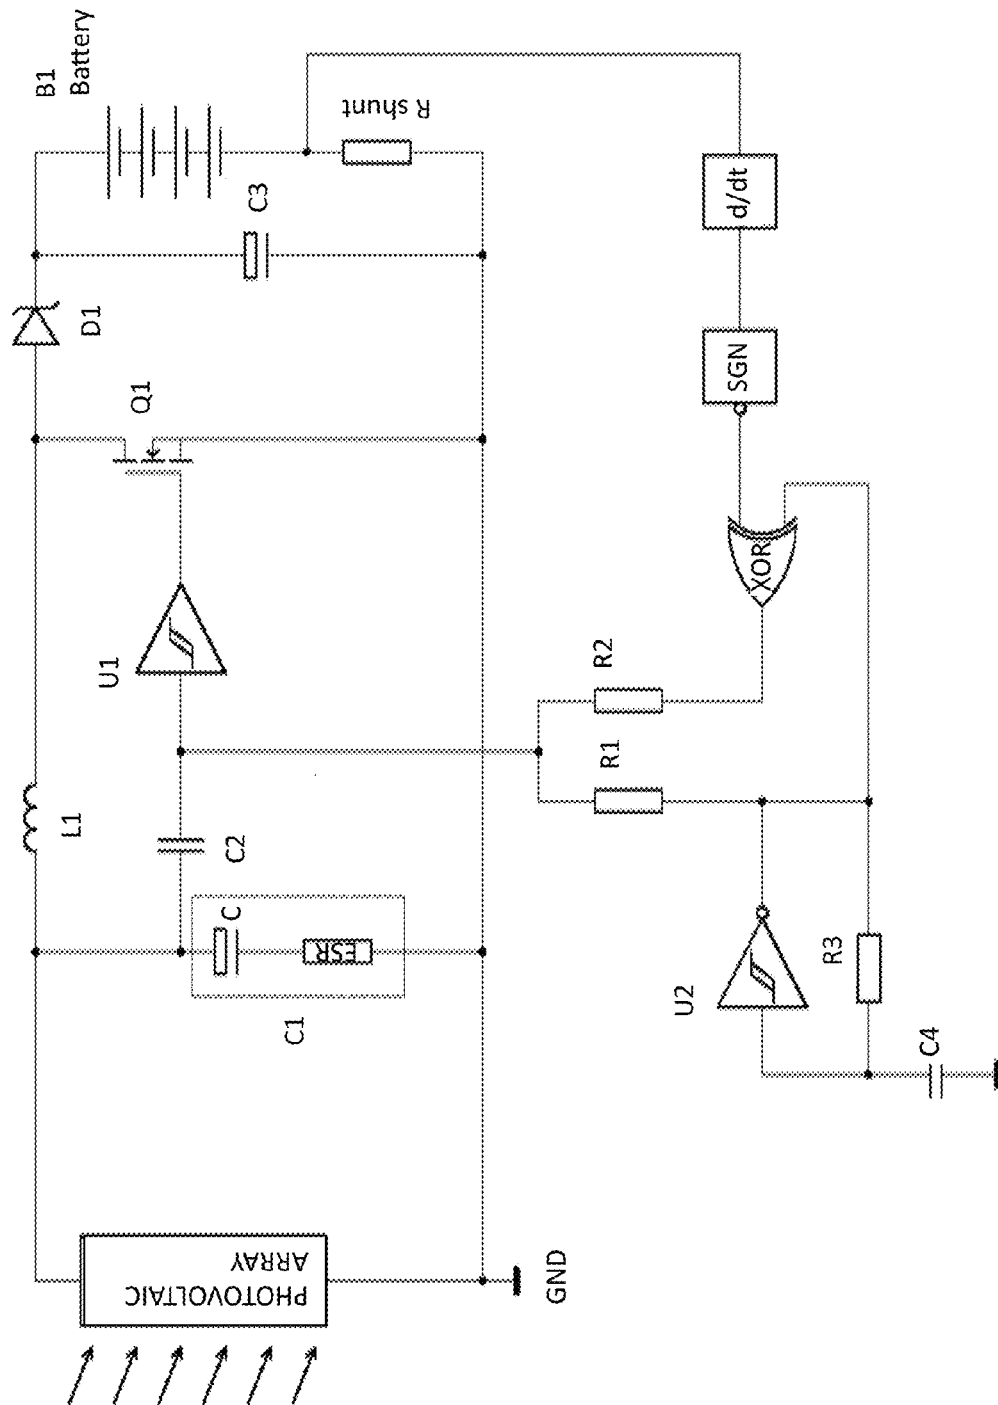 PHOTOVOLTAIC
ARRAY
GND
L1
C2
C
ESR
C1
U1
Q1
D1
C3
B1
Battery
R shunt
d/dt
SGN
XOR
R2
R1
U2
R3
C4